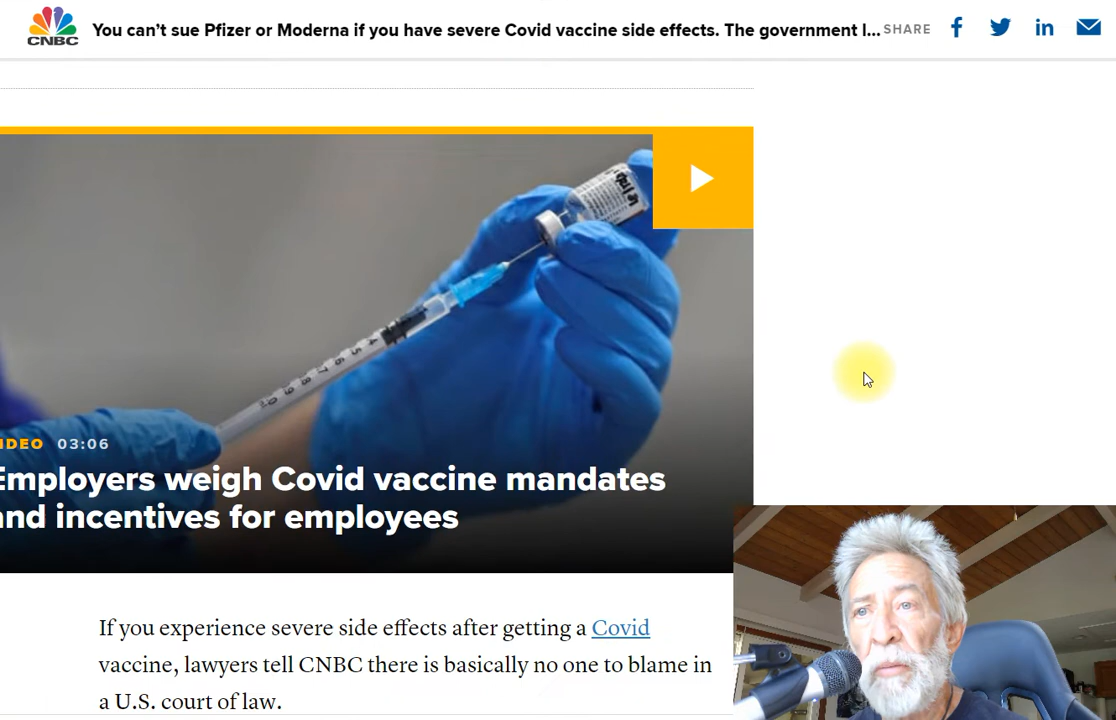 CNBC
You can’t sue Pfizer or Moderna if you have severe Covid vaccine side effects. The government l...
SHARE
IDEO 03:06
Employers weigh Covid vaccine mandates
and incentives for employees
If you experience severe side effects after getting a Covid
vaccine, lawyers tell CNBC there is basically no one to blame in
a U.S. court of law.